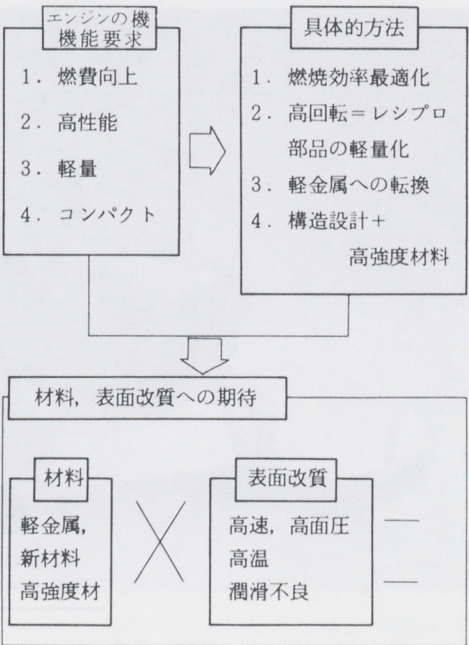 エンジンの機
機能要求
1. 燃費向上
2. 高性能
3. 軽量
4. コンパクト
具体的方法
1. 燃焼効率最適化
2. 高回転＝レシプロ
部品の軽量化
3. 軽金属への転換
4. 構造設計＋
高強度材料
材料，表面改質への期待
材料
軽金属，
新材料
高強度材
表面改質
高速，高面圧
高温
潤滑不良